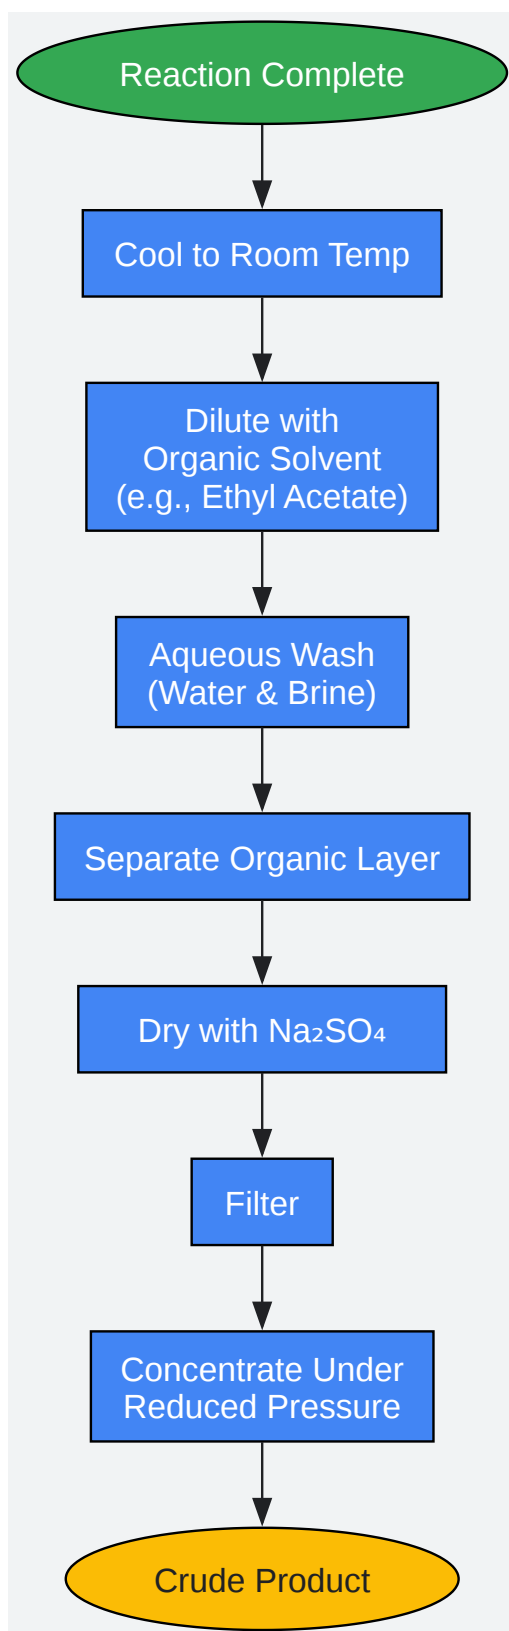 Reaction Complete
Cool to Room Temp
Dilute with
Organic Solvent
(e.g., Ethyl Acetate)
Aqueous Wash
(Water & Brine)
Separate Organic Layer
Dry with Na₂SO₄
Filter
Concentrate Under
Reduced Pressure
Crude Product